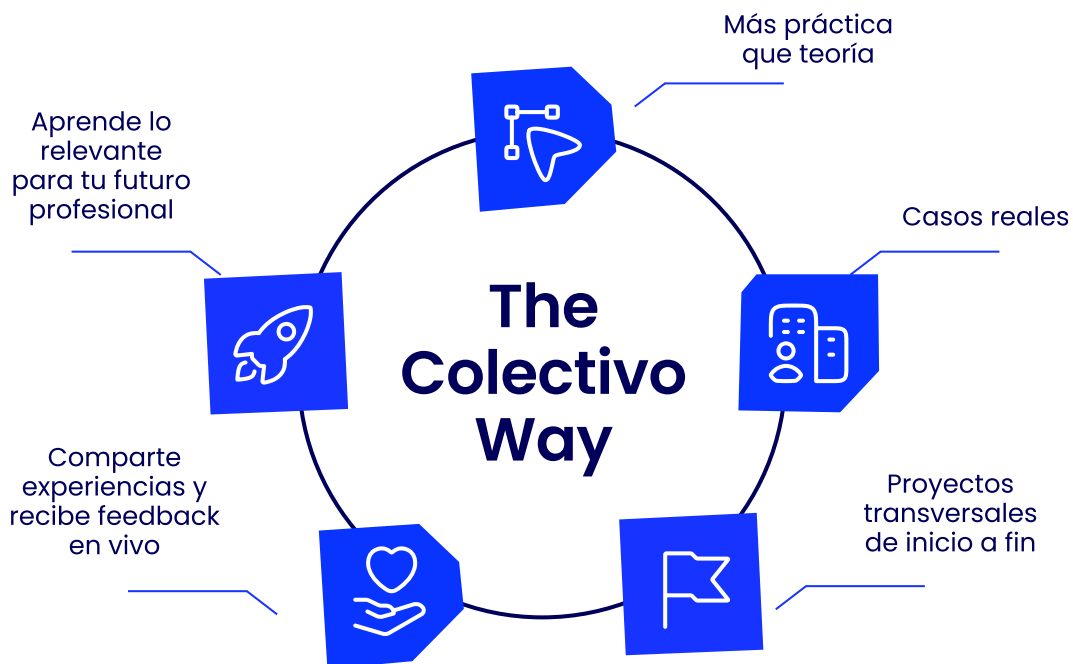 Más práctica
que teoría
Aprende lo
relevante
para tu futuro
profesional
Casos reales
The
Colectivo
Way
Comparte
experiencias y
recibe feedback
en vivo
Proyectos
transversales
de inicio a fin